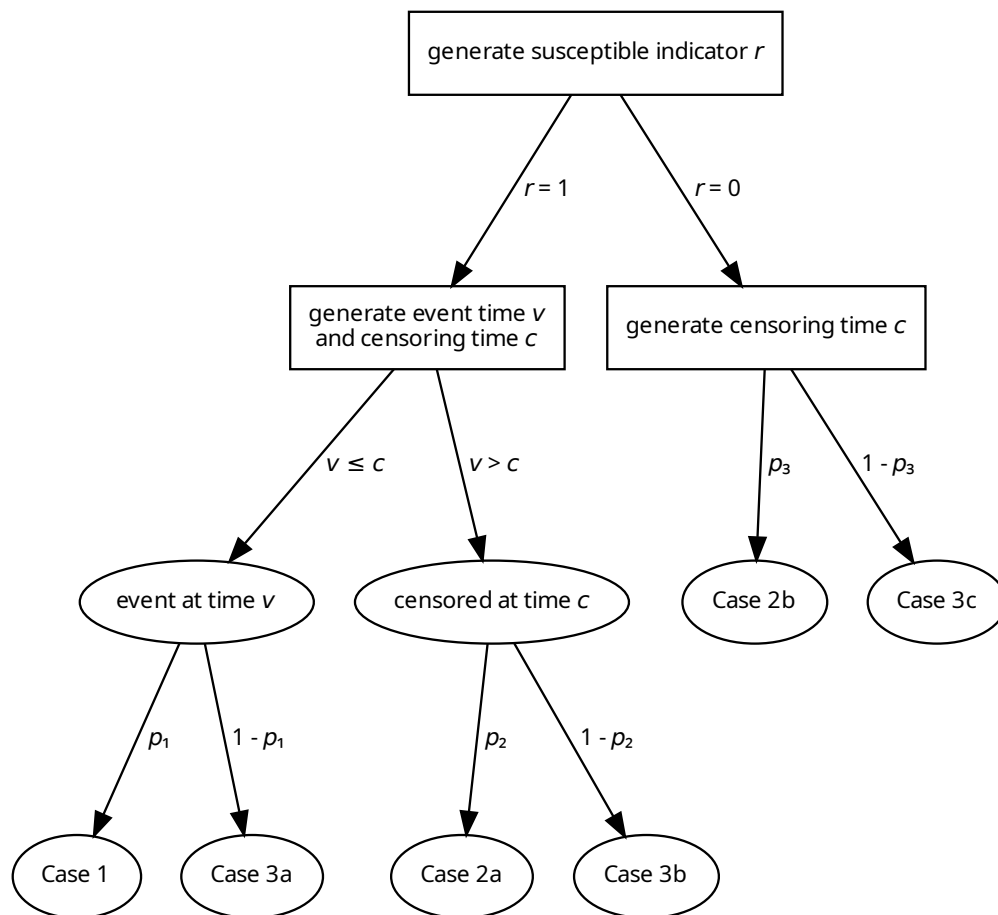 generate susceptible indicator r
r = 1
r = 0
generate event time v
and censoring time c
generate censoring time c
v ≤ c
v > c
p₃
1 - p₃
event at time v
censored at time c
Case 2b
Case 3c
p₁
1 - p₁
p₂
1 - p₂
Case 1
Case 3a
Case 2a
Case 3b